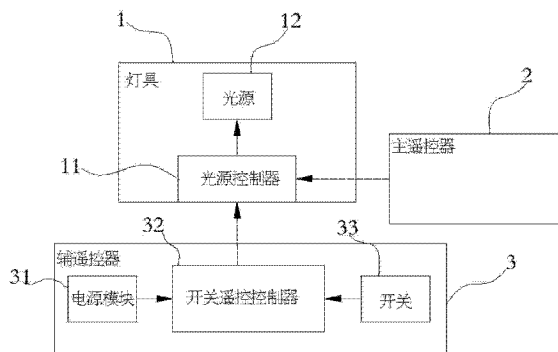 1
12
灯具
光源
2
主遥控器
11
光源控制器
32
33
辅遥控器
31
电源模块
开关遥控控制器
开关
3